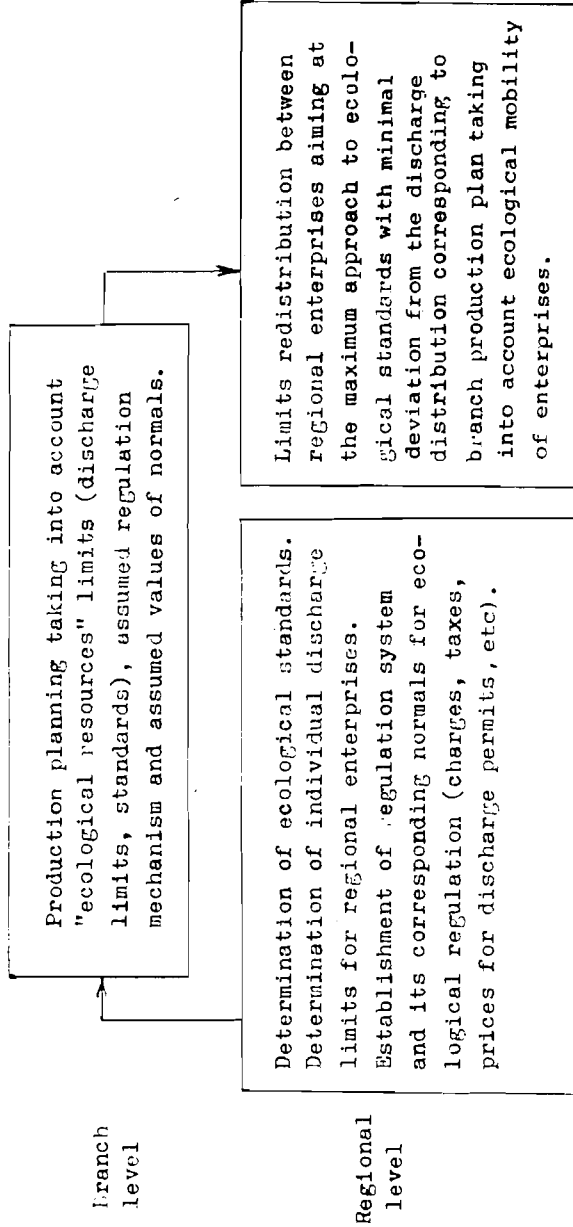 Branch
level
Production planning taking into account
"ecological resources" limits (discharge
limits, standards), assumed regulation
mechanism and assumed values of normals.
Regional
level
Determination of ecological standards.
Determination of individual discharge
limits for regional enterprises.
Establishment of regulation system
and its corresponding normals for eco-
logical regulation (charges, taxes,
prices for discharge permits, etc).
Limits redistribution between
regional enterprises aiming at
the maximum approach to ecolo-
gical standards with minimal
deviation from the discharge
distribution corresponding to
branch production plan taking
into account ecological mobility
of enterprises.